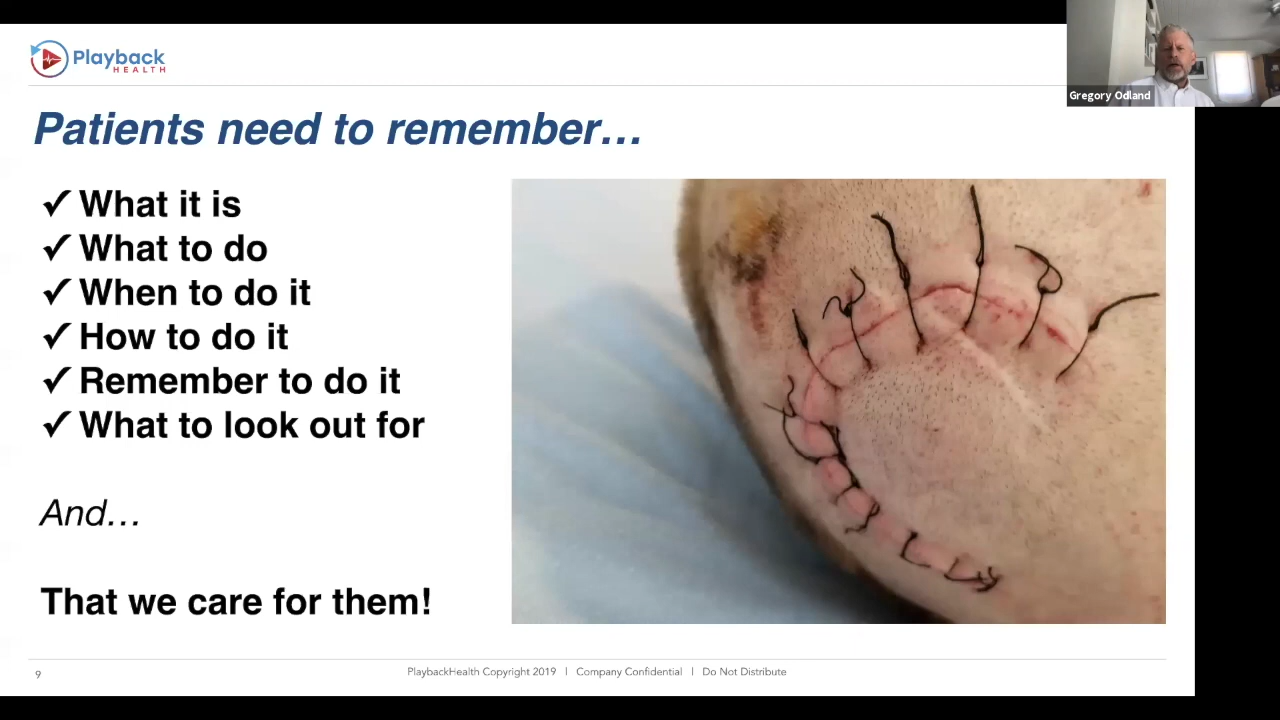 Playback
HEALTH
Gregory Odland
Patients need to remember…
✓ What it is
✓ What to do
✓ When to do it
✓ How to do it
✓ Remember to do it
✓ What to look out for
And…
That we care for them!
9
PlaybackHealth Copyright 2019 | Company Confidential | Do Not Distribute